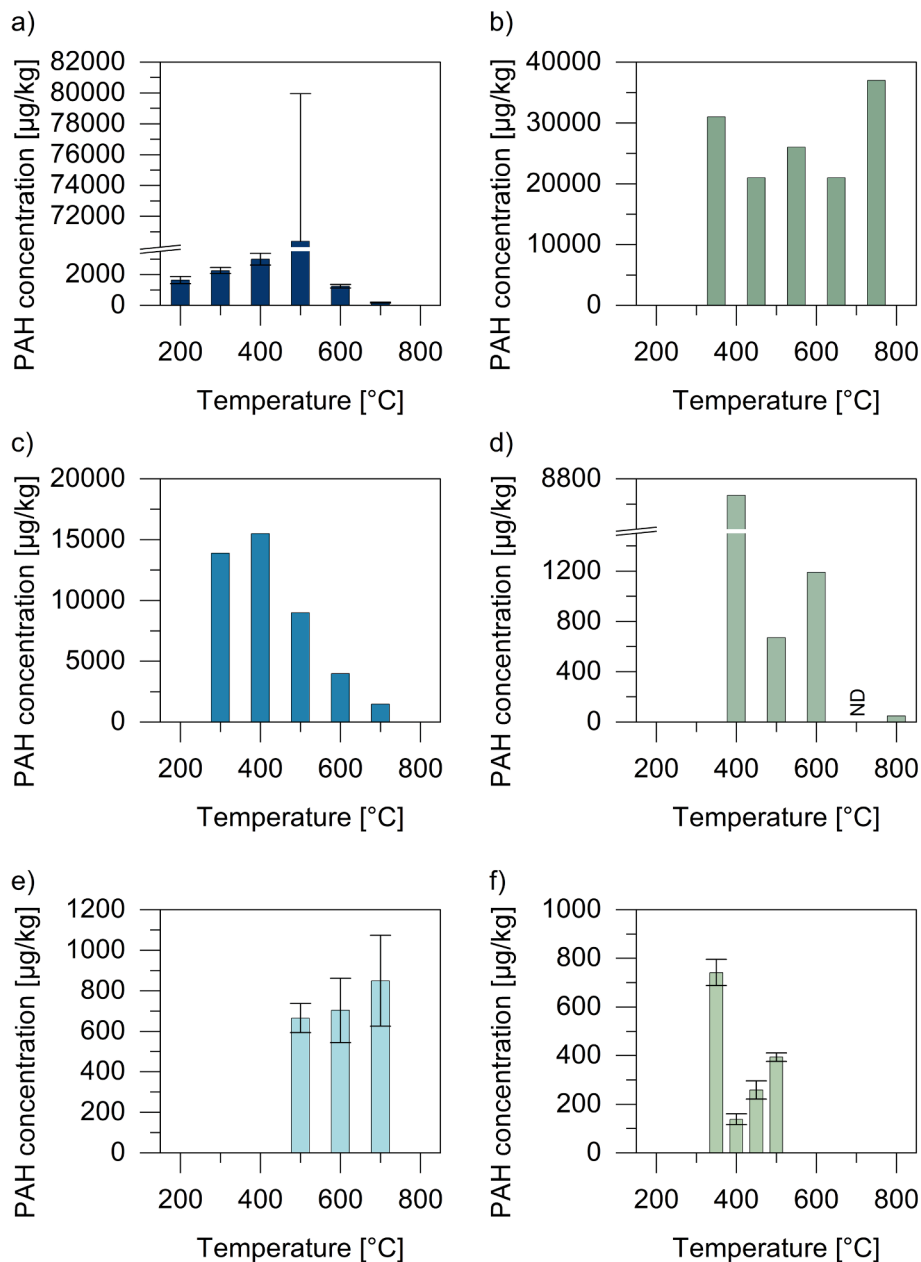 a)
PAH concentration [µg/kg]
82000
80000
78000
76000
74000
72000
2000
0
200 400 600 800
Temperature [°C]
b)
PAH concentration [µg/kg]
40000
30000
20000
10000
0
200 400 600 800
Temperature [°C]
c)
PAH concentration [µg/kg]
20000
15000
10000
5000
0
200 400 600 800
Temperature [°C]
d)
PAH concentration [µg/kg]
8800
1200
800
400
0
ND
200 400 600 800
Temperature [°C]
e)
PAH concentration [µg/kg]
1200
1000
800
600
400
200
0
200 400 600 800
Temperature [°C]
f)
PAH concentration [µg/kg]
1000
800
600
400
200
0
200 400 600 800
Temperature [°C]